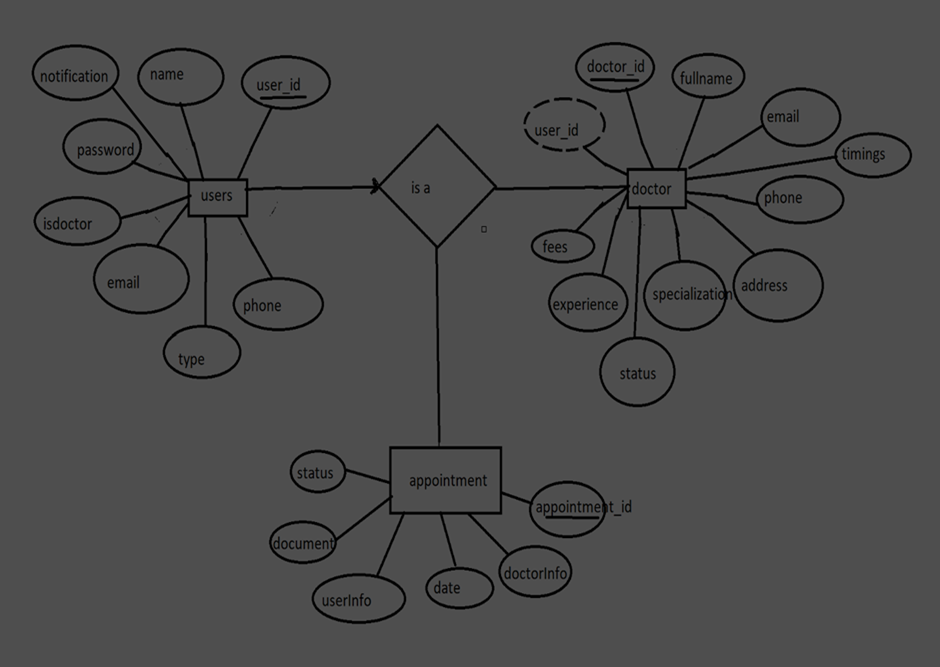 notification
name
user_id
password
users
isdoctor
email
phone
type
is a
doctor_id
fullname
user_id
email
timings
doctor
phone
fees
experience
specialization
address
status
status
appointment
appointment_id
document
userInfo
date
doctorInfo